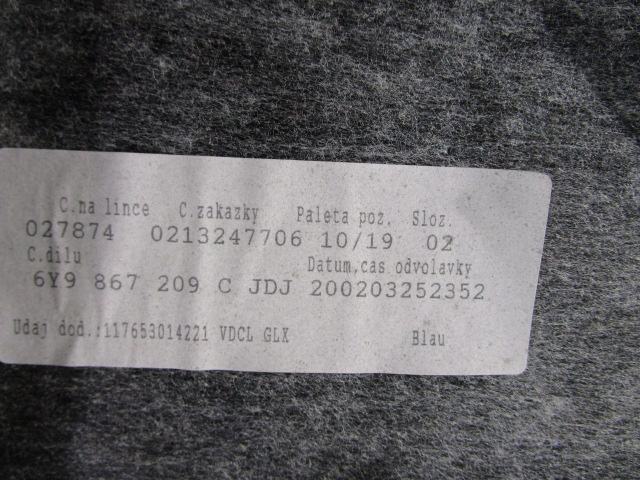 C.na lince C.zakazky Paleta poz. Sloz.
027874 0213247706 10/19 02
C.dilu Datum,cas odvolavky
6Y9 867 209 C JDJ 200203252352
Udaj dod.:117653014221 VDCL GLX Blau